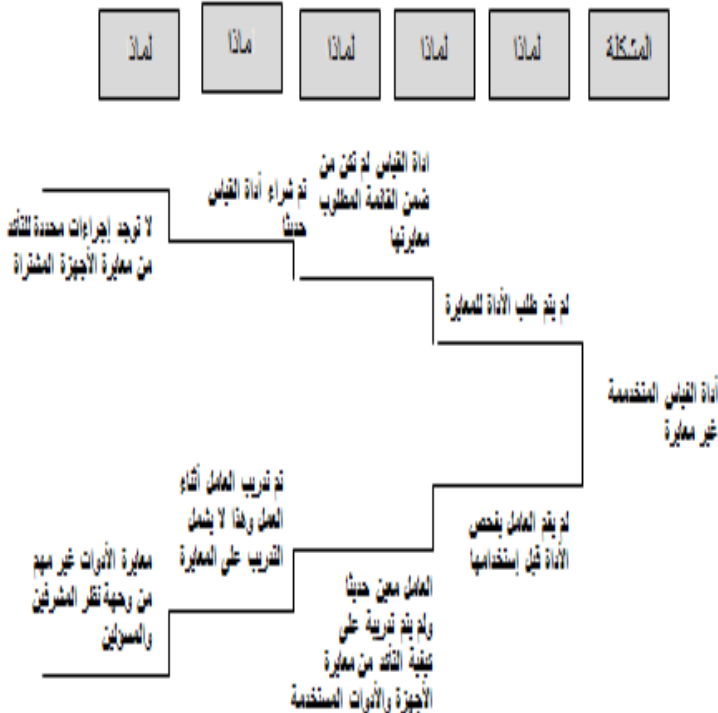 المشكلة
لماذا
لماذا
لماذا
ماذا
لماذ
اداة القياس لم تكن من
ضمن القائمة المطلوب
معايرتها
تم شراء أداة القياس
حديثا
لا توجد إجراءات محددة للتأكد
من معايرة الأجهزة المشتراة
لم يتم طلب الأداة للمعايرة
أداة القياس المتخدممة
غير معايرة
لم يقم العامل بفحص
الأداة قبل إستخدامها
تم تدريب العامل أثناء
العمل وهذا لا يشمل
التدريب على المعايرة
العامل معين حديثا
ولم يتم تدريبة على
كيفية التأكد من معايرة
الأجهزة والأدوات المستخدمة
معايرة الأدوات غير مهم
من وجهة نظر المشرفين
والمسؤلين